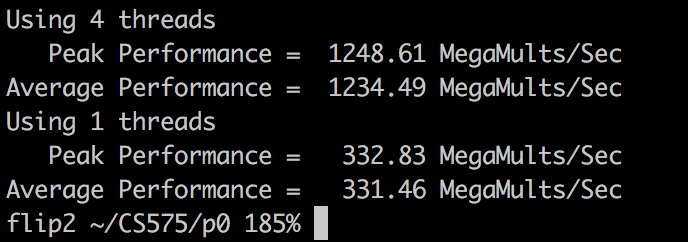 Using 4 threads
Peak Performance = 1248.61 MegaMults/Sec
Average Performance = 1234.49 MegaMults/Sec
Using 1 threads
Peak Performance = 332.83 MegaMults/Sec
Average Performance = 331.46 MegaMults/Sec
flip2 ~/CS575/p0 185%